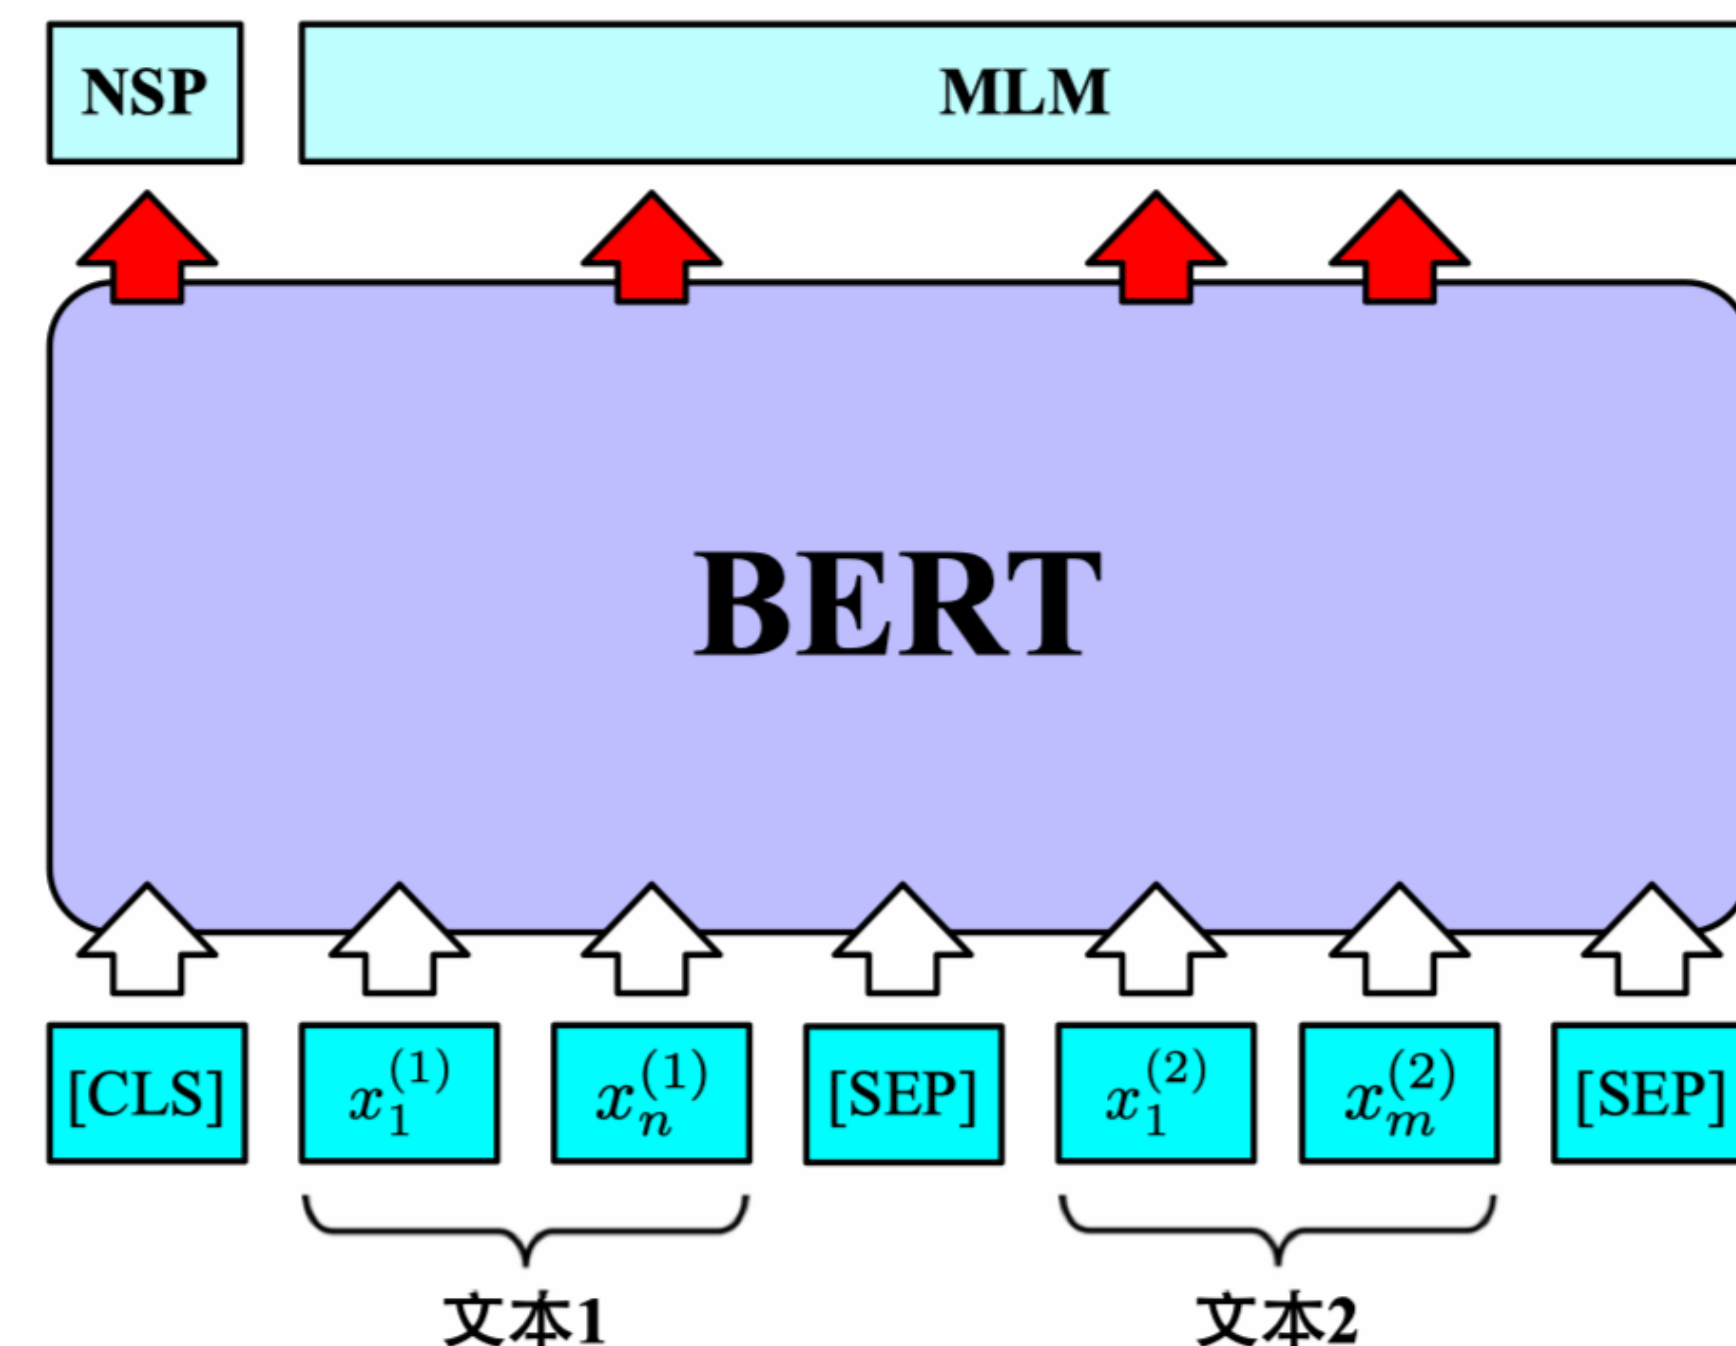 NSP MLM
BERT
[CLS] x_1^{(1)} x_n^{(1)} [SEP] x_1^{(2)} x_m^{(2)} [SEP]
文本1 文本2